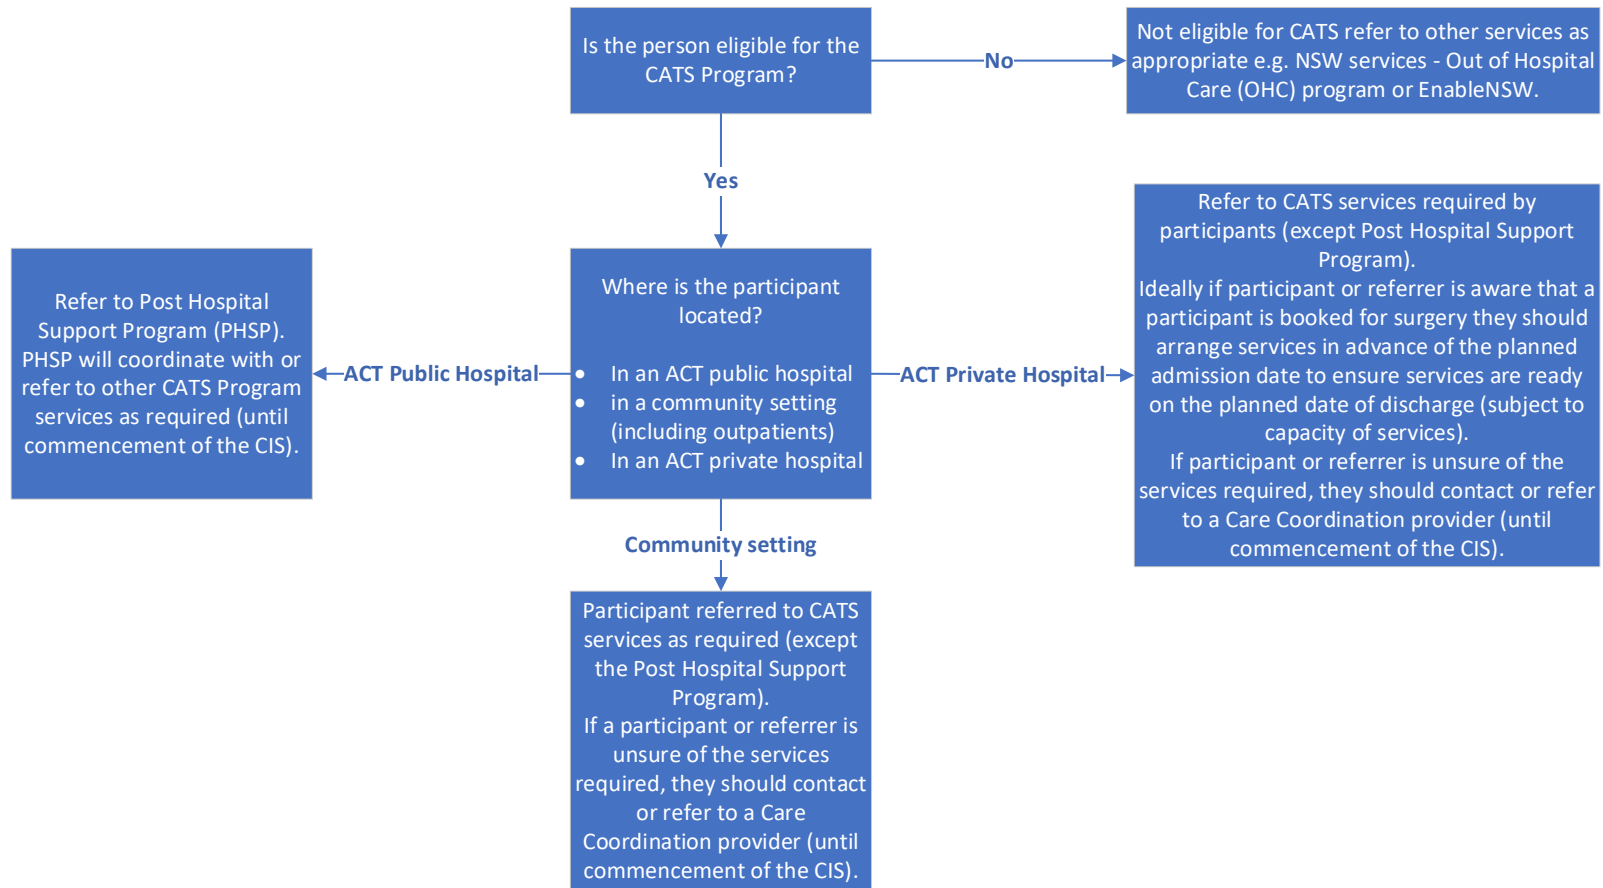 Is the person eligible for the
CATS Program?
No
Not eligible for CATS refer to other services as
appropriate e.g. NSW services - Out of Hospital
Care (OHC) program or EnableNSW.
Yes
Refer to Post Hospital
Support Program (PHSP).
PHSP will coordinate with or
refer to other CATS Program
services as required (until
commencement of the CIS).
ACT Public Hospital
Where is the participant
located?
• In an ACT public hospital
• in a community setting
(including outpatients)
• In an ACT private hospital
ACT Private Hospital
Refer to CATS services required by
participants (except Post Hospital Support
Program).
Ideally if participant or referrer is aware that a
participant is booked for surgery they should
arrange services in advance of the planned
admission date to ensure services are ready
on the planned date of discharge (subject to
capacity of services).
If participant or referrer is unsure of the
services required, they should contact or refer
to a Care Coordination provider (until
commencement of the CIS).
Community setting
Participant referred to CATS
services as required (except
the Post Hospital Support
Program).
If a participant or referrer is
unsure of the services
required, they should contact
or refer to a Care
Coordination provider (until
commencement of the CIS).